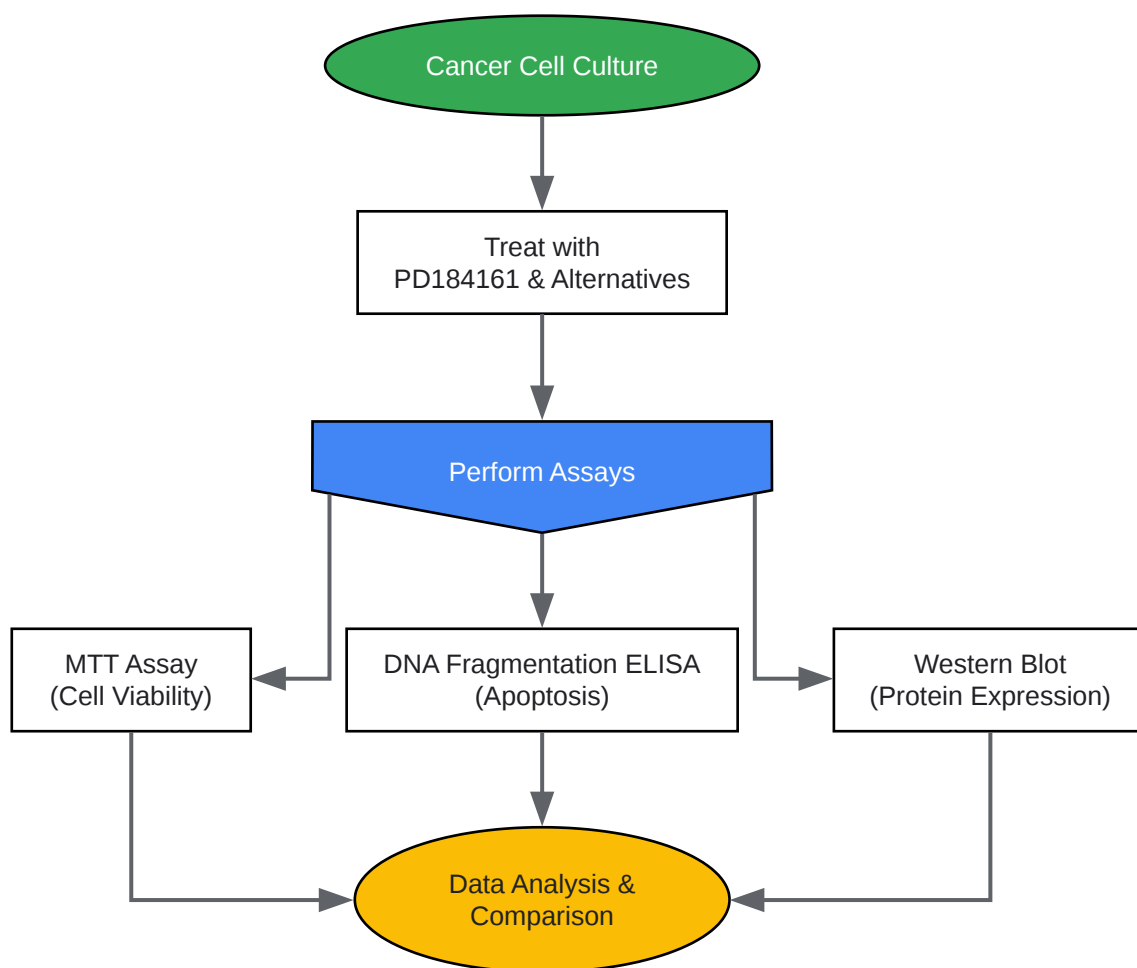 Cancer Cell Culture
Treat with
PD184161 & Alternatives
Perform Assays
MTT Assay
(Cell Viability)
DNA Fragmentation ELISA
(Apoptosis)
Western Blot
(Protein Expression)
Data Analysis &
Comparison